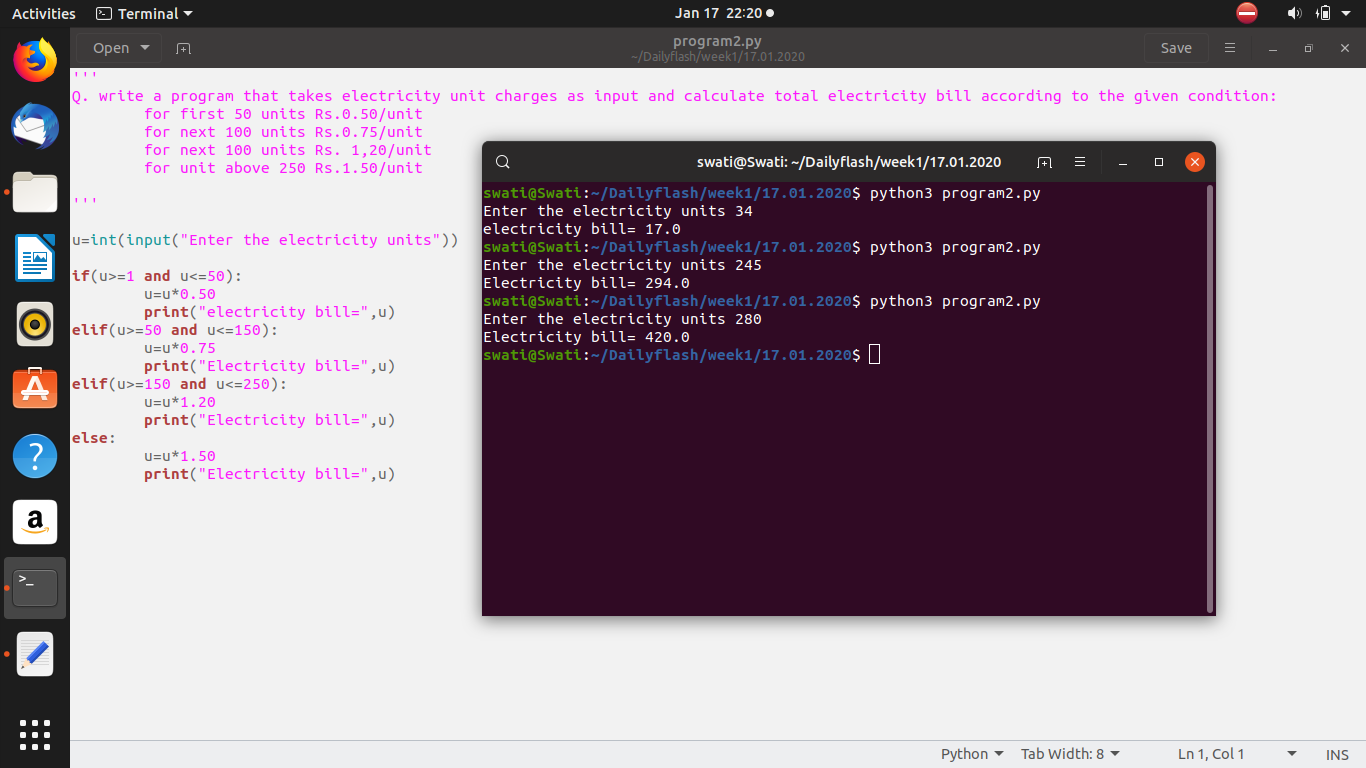 Activities Terminal Jan 17 22:20
Open program2.py Save
~/Dailyflash/week1/17.01.2020
'''
Q. write a program that takes electricity unit charges as input and calculate total electricity bill according to the given condition:
for first 50 units Rs.0.50/unit
for next 100 units Rs.0.75/unit
for next 100 units Rs. 1,20/unit
for unit above 250 Rs.1.50/unit
'''
u=int(input("Enter the electricity units"))
if(u>=1 and u<=50):
u=u*0.50
print("electricity bill=",u)
elif(u>=50 and u<=150):
u=u*0.75
print("Electricity bill=",u)
elif(u>=150 and u<=250):
u=u*1.20
print("Electricity bill=",u)
else:
u=u*1.50
print("Electricity bill=",u)
swati@Swati: ~/Dailyflash/week1/17.01.2020
swati@Swati:~/Dailyflash/week1/17.01.2020$ python3 program2.py
Enter the electricity units 34
electricity bill= 17.0
swati@Swati:~/Dailyflash/week1/17.01.2020$ python3 program2.py
Enter the electricity units 245
Electricity bill= 294.0
swati@Swati:~/Dailyflash/week1/17.01.2020$ python3 program2.py
Enter the electricity units 280
Electricity bill= 420.0
swati@Swati:~/Dailyflash/week1/17.01.2020$
?
a
>_
Python Tab Width: 8 Ln 1, Col 1 INS